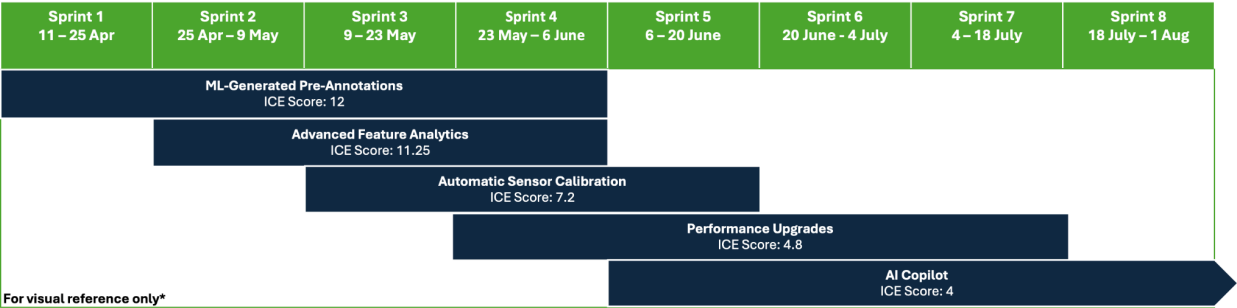 Sprint 1
11 – 25 Apr
Sprint 2
25 Apr – 9 May
Sprint 3
9 – 23 May
Sprint 4
23 May – 6 June
Sprint 5
6 – 20 June
Sprint 6
20 June - 4 July
Sprint 7
4 – 18 July
Sprint 8
18 July – 1 Aug
ML-Generated Pre-Annotations
ICE Score: 12
Advanced Feature Analytics
ICE Score: 11.25
Automatic Sensor Calibration
ICE Score: 7.2
Performance Upgrades
ICE Score: 4.8
AI Copilot
ICE Score: 4
For visual reference only*